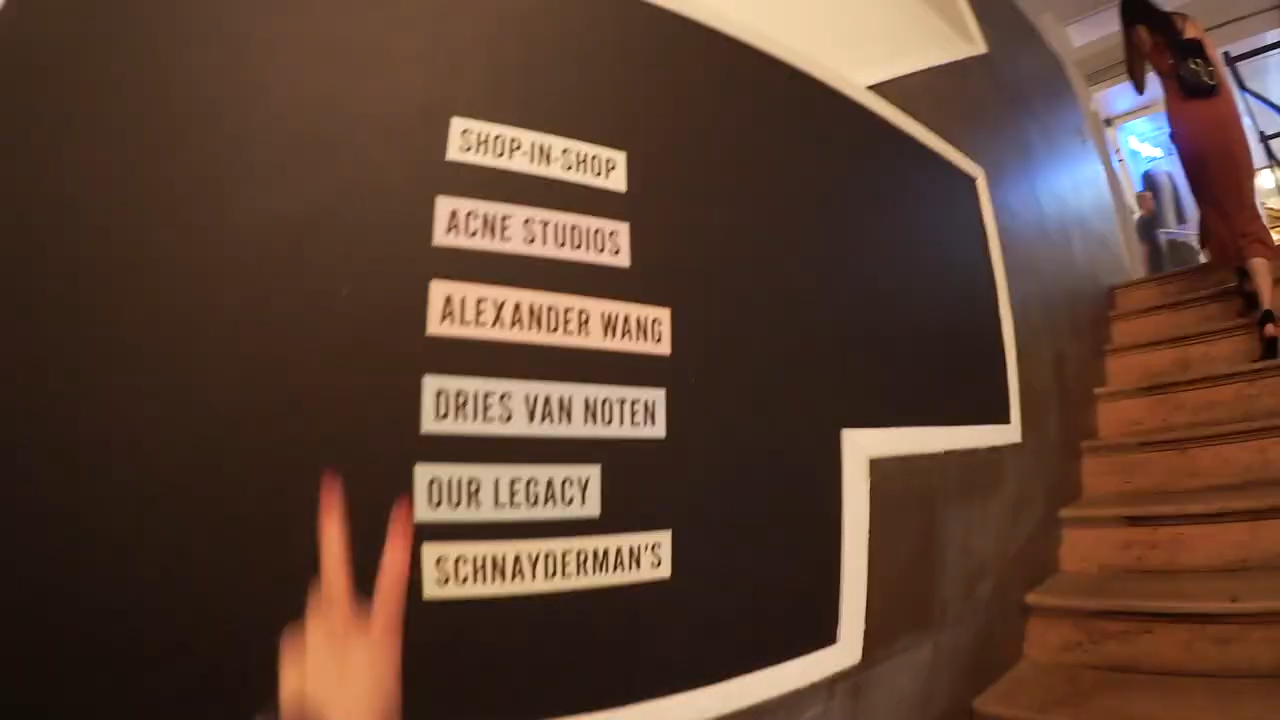 SHOP-IN-SHOP
ACNE STUDIOS
ALEXANDER WANG
DRIES VAN NOTEN
OUR LEGACY
SCHNAYDERMAN'S